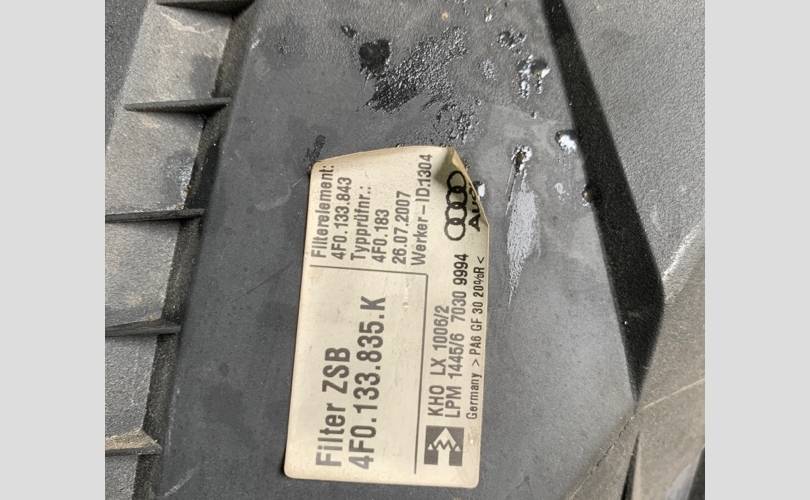 Filter ZSB
4F0.133.835.K
Filterelement:
4F0.133.843
Typprüfnr.:
4F0.183
26.07.2007
Werker-ID:1304
KHO LX 1006/2
LPM 1445/6 7030 9994
Germany > PA6 GF 30 20%R <